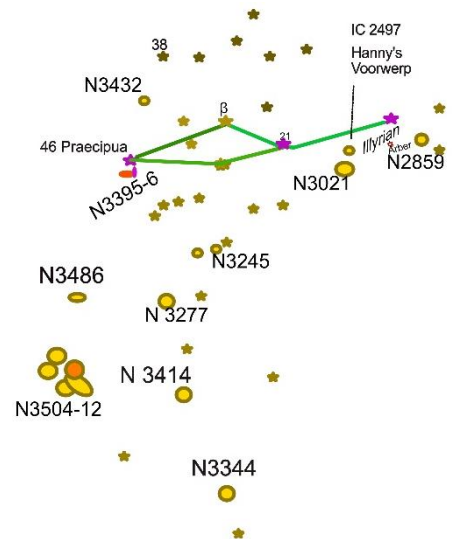 IC 2497
38
Hanny's
Voorwerp
N3432
β
46 Praecipua
21
Illyrian
Arber
N2859
N3021
N3395-6
N3245
N3486
N 3277
N 3414
N3504-12
N3344